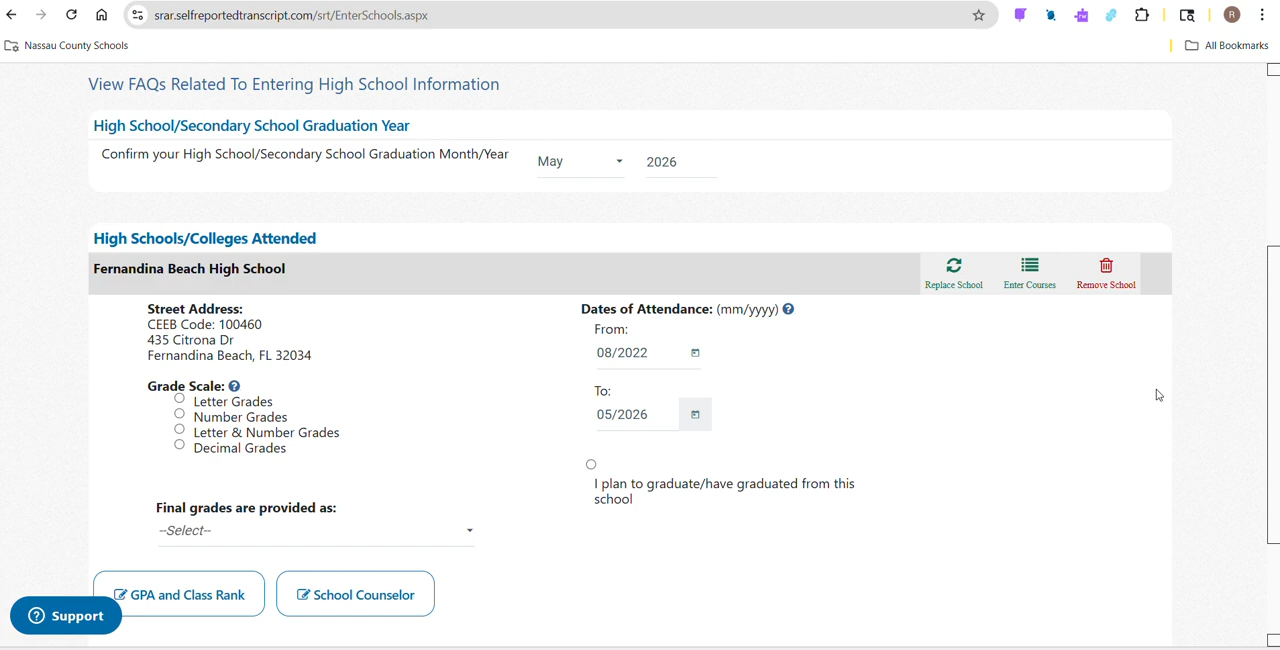 srar.selfreportedtranscript.com/srt/EnterSchools.aspx
R
Nassau County Schools
All Bookmarks
View FAQs Related To Entering High School Information
High School/Secondary School Graduation Year
Confirm your High School/Secondary School Graduation Month/Year
May
2026
High Schools/Colleges Attended
Fernandina Beach High School
Replace School
Enter Courses
Remove School
Street Address:
CEEB Code: 100460
435 Citrona Dr
Fernandina Beach, FL 32034
Grade Scale: ?
Letter Grades
Number Grades
Letter & Number Grades
Decimal Grades
Final grades are provided as:
--Select--
Dates of Attendance: (mm/yyyy) ?
From:
08/2022
To:
05/2026
I plan to graduate/have graduated from this
school
GPA and Class Rank
School Counselor
? Support